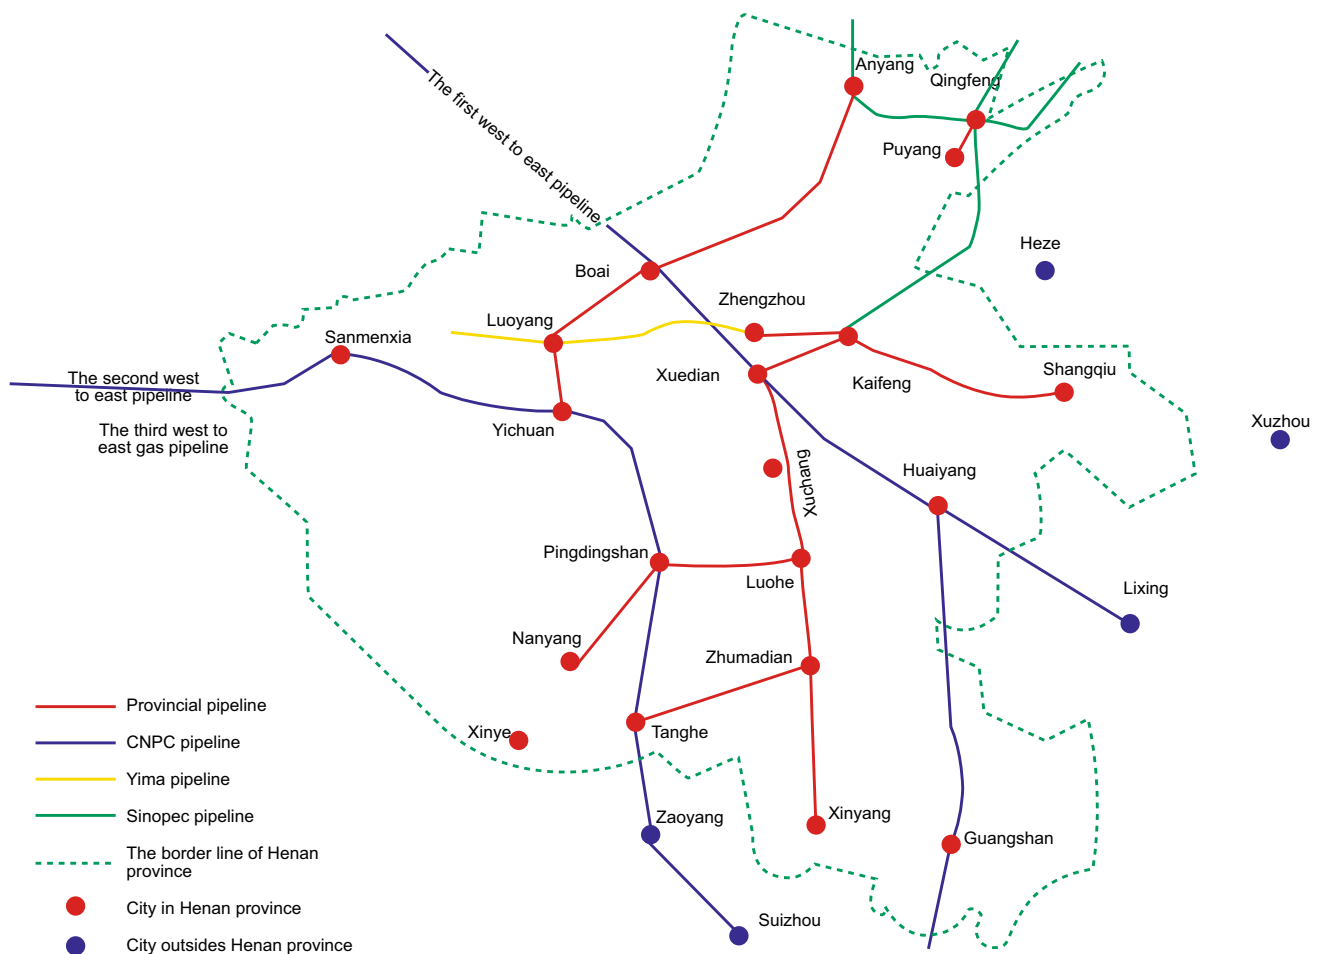 Anyang
Qingfeng
The first west to east pipeline
Puyang
Heze
Boai
Zhengzhou
Luoyang
Sanmenxia
Xuedian
Kaifeng
Shangqiu
The second west
to east pipeline
Yichuan
Xuzhou
The third west to
east gas pipeline
Xuchang
Huaiyang
Pingdingshan
Luohe
Lixing
Nanyang
Zhumadian
Provincial pipeline
Xinye
Tanghe
CNPC pipeline
Yima pipeline
Sinopec pipeline
Zaoyang
Xinyang
Guangshan
The border line of Henan
province
City in Henan province
Suizhou
City outsides Henan province